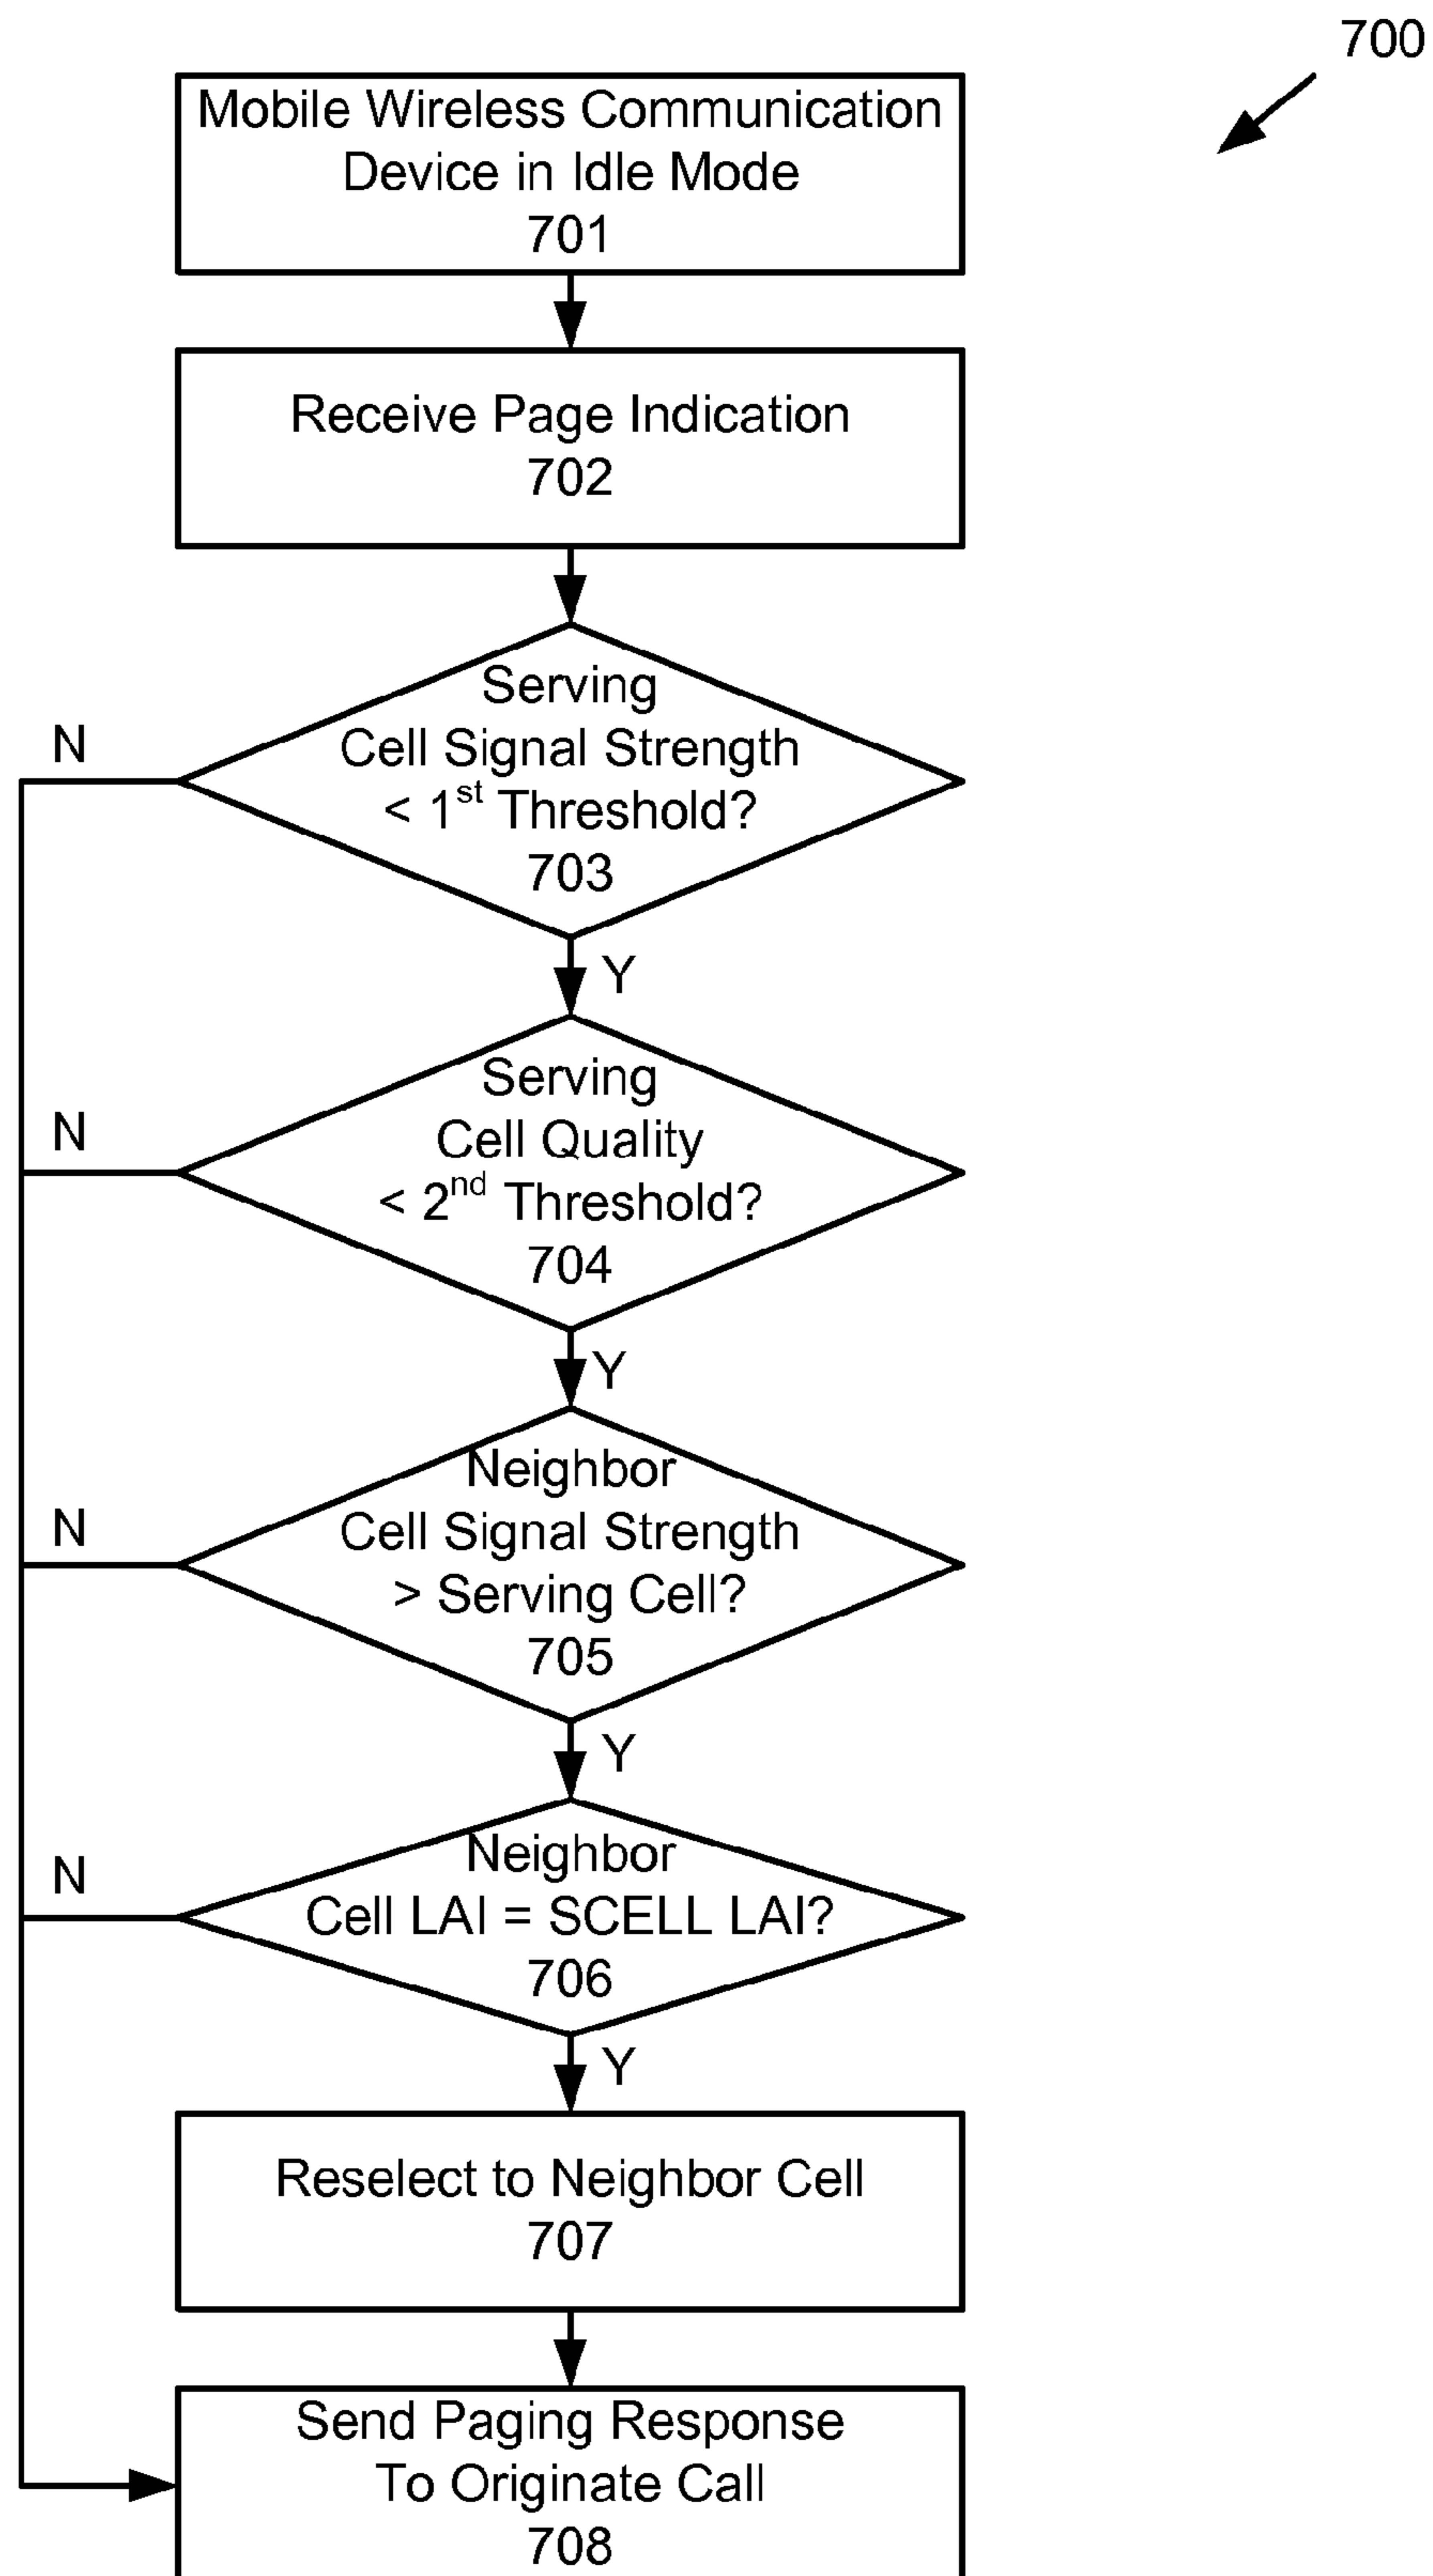 700
Mobile Wireless Communication
Device in Idle Mode
701
Receive Page Indication
702
Serving
Cell Signal Strength
< 1st Threshold?
703
N
Y
Serving
Cell Quality
< 2nd Threshold?
704
N
Y
Neighbor
Cell Signal Strength
> Serving Cell?
705
N
Y
Neighbor
Cell LAI = SCELL LAI?
706
N
Y
Reselect to Neighbor Cell
707
Send Paging Response
To Originate Call
708